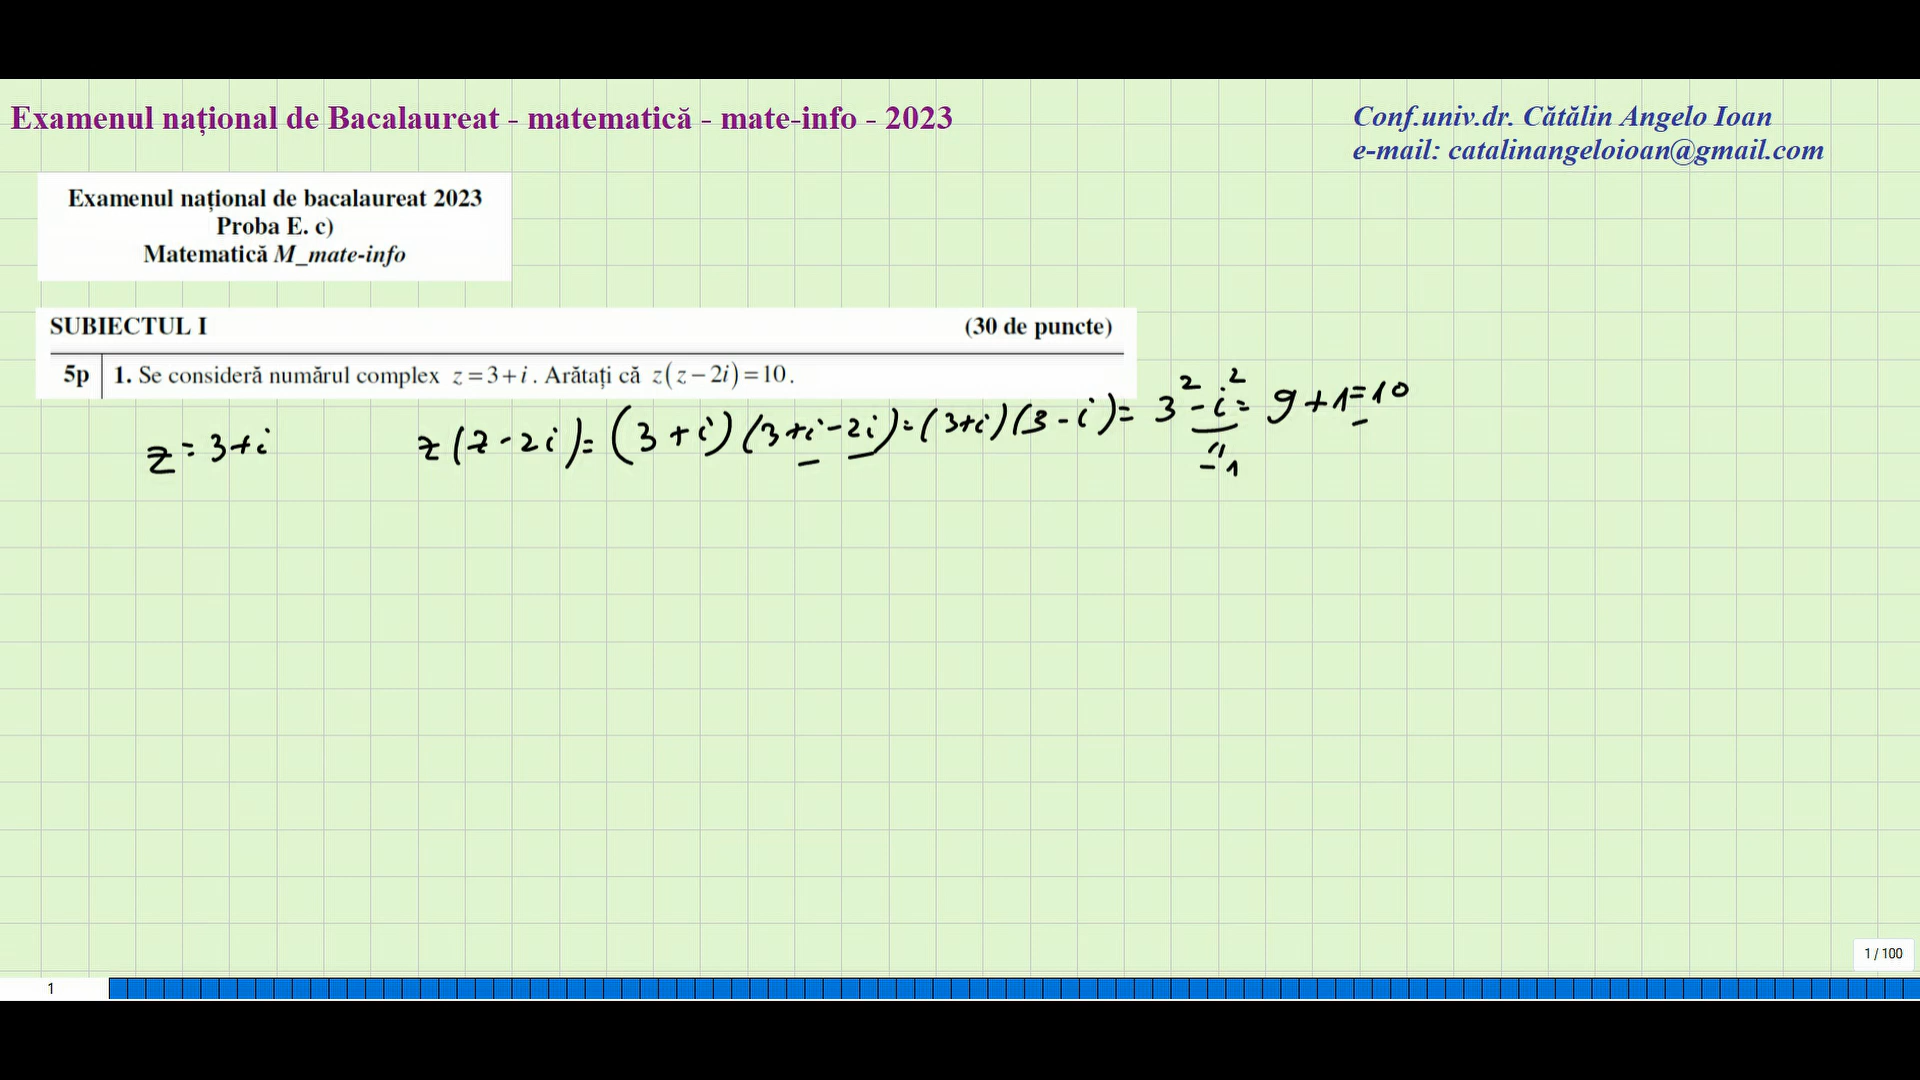 Examenul național de Bacalaureat - matematică - mate-info - 2023
Conf.univ.dr. Cătălin Angelo Ioan
e-mail: catalinangeloioan@gmail.com
Examenul național de bacalaureat 2023
Proba E. c)
Matematică M_mate-info
SUBIECTUL I (30 de puncte)
5p 1. Se consideră numărul complex z=3+i. Arătați că z(z−2i)=10.
z=3+i z(z-2i)=(3+i)(3+i-2i)=(3+i)(3-i)=3²-i²=9+1=10
"
-1
1 / 100
1